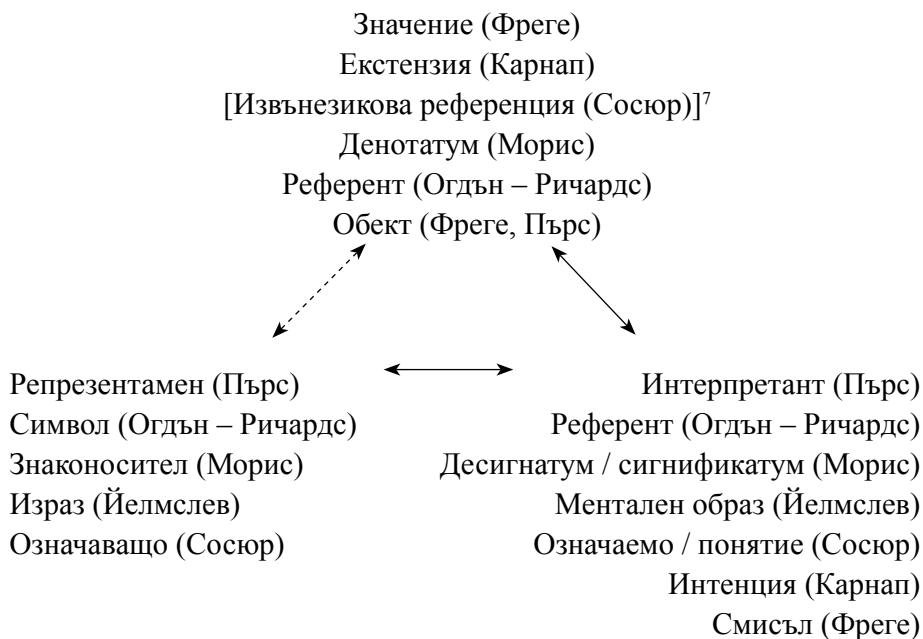 Значение (Фреге)
Екстензия (Карнап)
[Извънезикова референция (Сосюр)]⁷
Денотатум (Морис)
Референт (Огдън – Ричардс)
Обект (Фреге, Пърс)
Репрезентамен (Пърс)
Символ (Огдън – Ричардс)
Знаконосител (Морис)
Израз (Йелмслев)
Означаващо (Сосюр)
Интерпретант (Пърс)
Референт (Огдън – Ричардс)
Десигнатум / сигнификатум (Морис)
Ментален образ (Йелмслев)
Означаемо / понятие (Сосюр)
Интенция (Карнап)
Смисъл (Фреге)